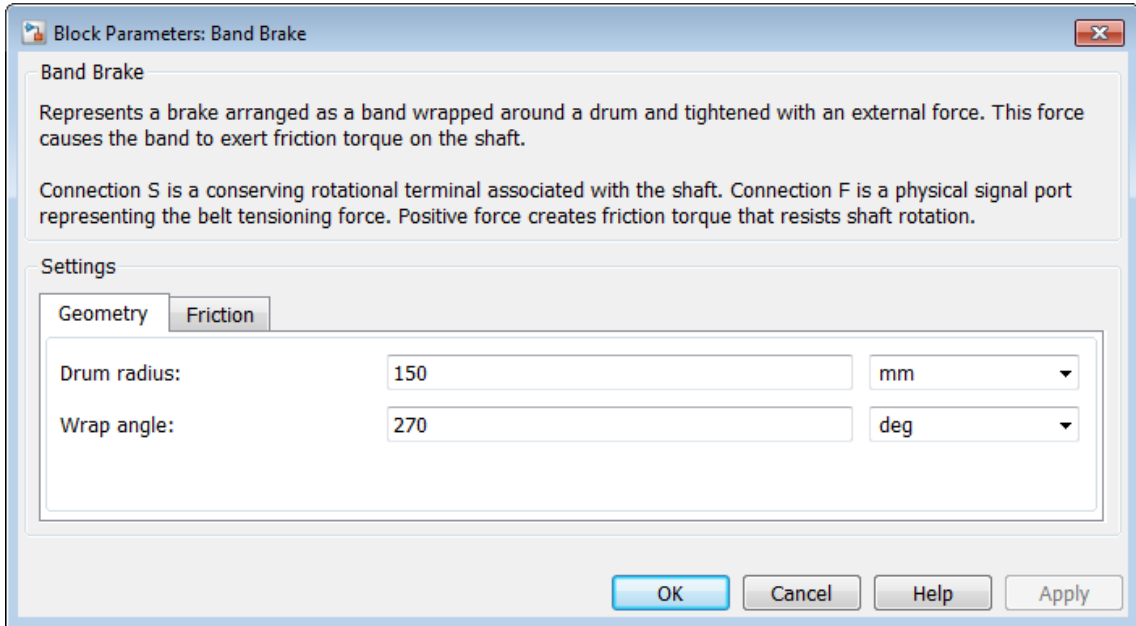 Block Parameters: Band Brake
Band Brake
Represents a brake arranged as a band wrapped around a drum and tightened with an external force. This force
causes the band to exert friction torque on the shaft.
Connection S is a conserving rotational terminal associated with the shaft. Connection F is a physical signal port
representing the belt tensioning force. Positive force creates friction torque that resists shaft rotation.
Settings
Geometry Friction
Drum radius: 150 mm
Wrap angle: 270 deg
OK Cancel Help Apply